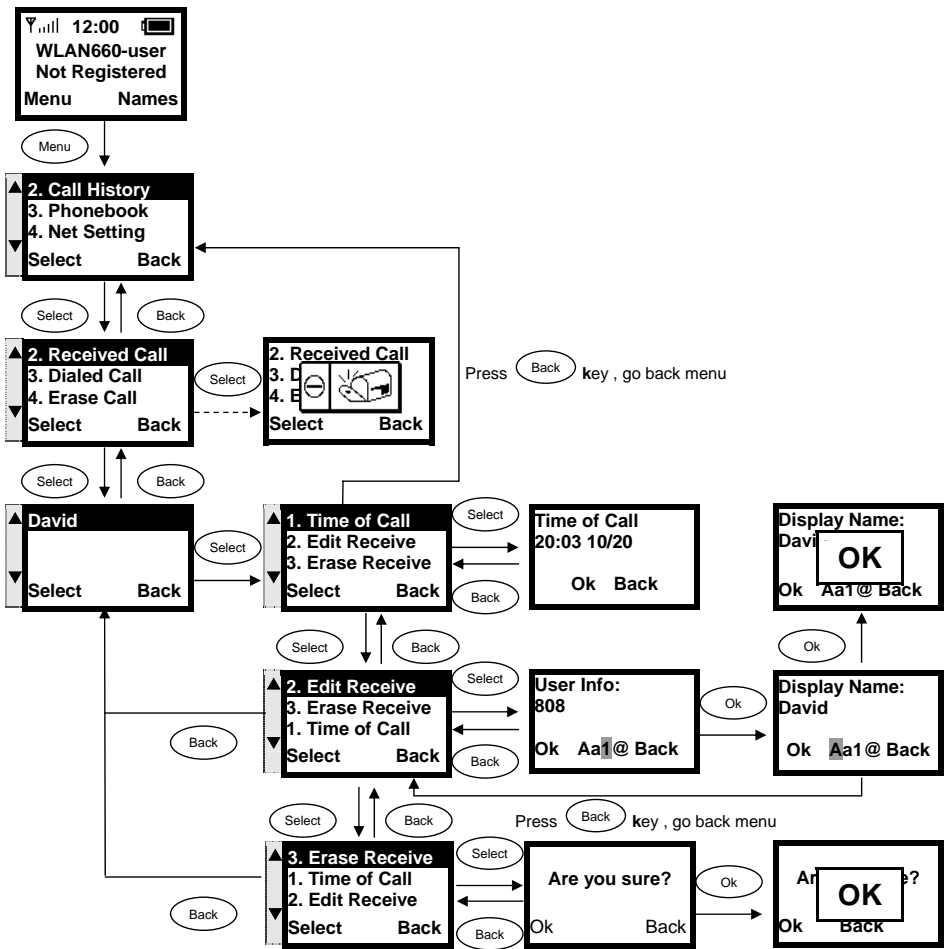 12:00
WLAN660-user
Not Registered
Menu Names
Menu
2. Call History
3. Phonebook
4. Net Setting
Select Back
Select
Back
2. Received Call
3. Dialed Call
4. Erase Call
Select Back
Select
2. Received Call
3. D
4. E
Select Back
Press Back key , go back menu
Select
Back
David
Select Back
Select
1. Time of Call
2. Edit Receive
3. Erase Receive
Select Back
Select
Back
Time of Call
20:03 10/20
Ok Back
Display Name:
Davi
OK
Ok Aa1@ Back
Ok
Select
Back
Back
2. Edit Receive
3. Erase Receive
1. Time of Call
Select Back
Select
Back
User Info:
808
Ok Aa1@ Back
Ok
Display Name:
David
Ok Aa1@ Back
Select
Back
Press Back key , go back menu
Back
3. Erase Receive
1. Time of Call
2. Edit Receive
Select Back
Select
Back
Are you sure?
Ok Back
Ok
Ar e?
OK
Ok Back